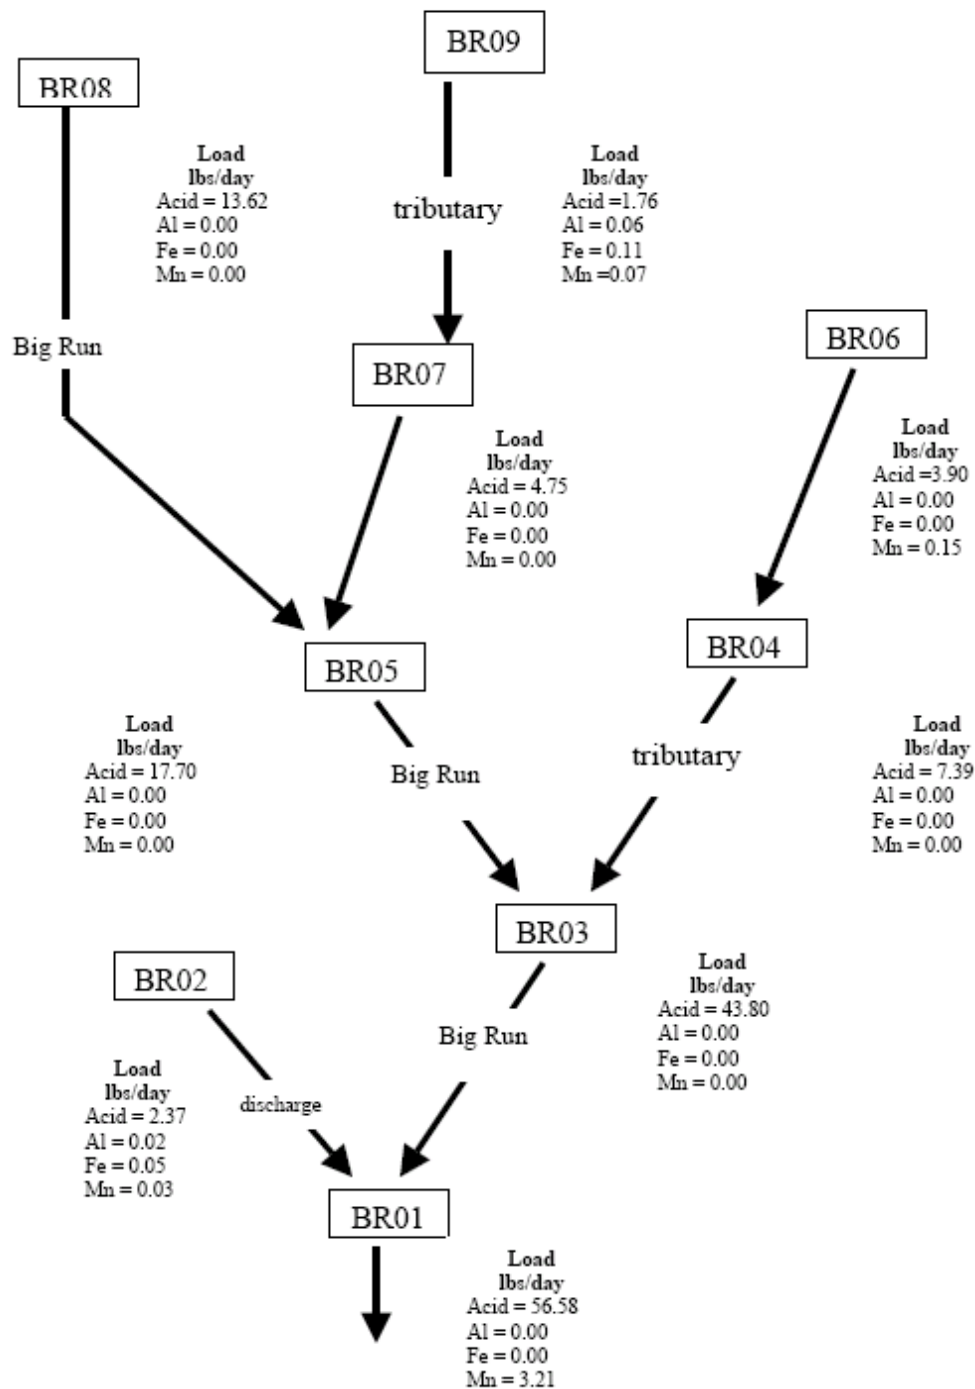 BR09
BR08
Load
lbs/day
Acid = 13.62
Al = 0.00
Fe = 0.00
Mn = 0.00
tributary
Load
lbs/day
Acid =1.76
Al = 0.06
Fe = 0.11
Mn =0.07
Big Run
BR07
BR06
Load
lbs/day
Acid = 4.75
Al = 0.00
Fe = 0.00
Mn = 0.00
Load
lbs/day
Acid =3.90
Al = 0.00
Fe = 0.00
Mn = 0.15
BR05
BR04
Load
lbs/day
Acid = 17.70
Al = 0.00
Fe = 0.00
Mn = 0.00
Big Run
tributary
Load
lbs/day
Acid = 7.39
Al = 0.00
Fe = 0.00
Mn = 0.00
BR03
BR02
Load
lbs/day
Acid = 43.80
Al = 0.00
Fe = 0.00
Mn = 0.00
Big Run
Load
lbs/day
Acid = 2.37
Al = 0.02
Fe = 0.05
Mn = 0.03
discharge
BR01
Load
lbs/day
Acid = 56.58
Al = 0.00
Fe = 0.00
Mn = 3.21